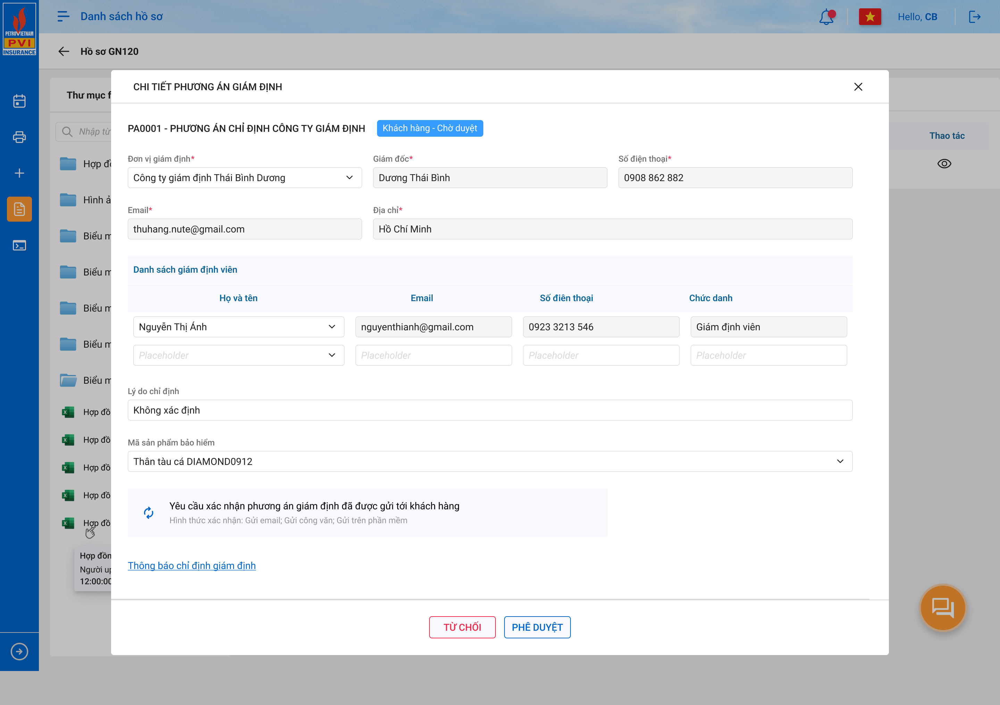 PETROVIETNAM
PVI
INSURANCE
Danh sách hồ sơ
Hello, CB
Hồ sơ GN120
Thư mục f
Nhập từ
Hợp đồ
Hình ả
Biểu m
Biểu m
Biểu m
Biểu m
Biểu m
Hợp đồ
Hợp đồ
Hợp đồ
Hợp đồ
Hợp đồ
Hợp đồn
Người up
12:00:00
Thao tác
CHI TIẾT PHƯƠNG ÁN GIÁM ĐỊNH
PA0001 - PHƯƠNG ÁN CHỈ ĐỊNH CÔNG TY GIÁM ĐỊNH
Khách hàng - Chờ duyệt
Đơn vị giám định*
Giám đốc*
Số điện thoại*
Công ty giám định Thái Bình Dương
Dương Thái Bình
0908 862 882
Email*
Địa chỉ*
thuhang.nute@gmail.com
Hồ Chí Minh
Danh sách giám định viên
Họ và tên
Email
Số điên thoại
Chức danh
Nguyễn Thị Ánh
nguyenthianh@gmail.com
0923 3213 546
Giám định viên
Placeholder
Placeholder
Placeholder
Placeholder
Lý do chỉ định
Không xác định
Mã sản phẩm bảo hiểm
Thân tàu cá DIAMOND0912
Yêu cầu xác nhận phương án giám định đã được gửi tới khách hàng
Hình thức xác nhận: Gửi email; Gửi công văn; Gửi trên phần mềm
Thông báo chỉ định giám định
TỪ CHỐI
PHÊ DUYỆT